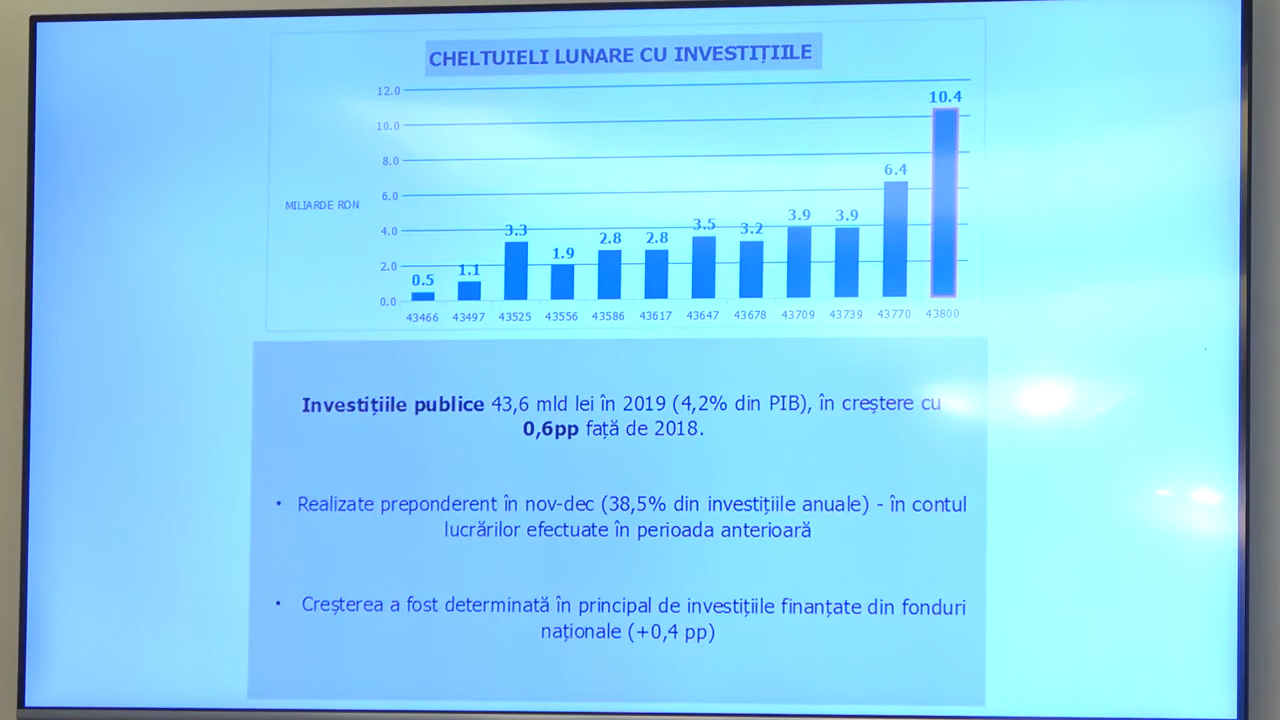 CHELTUIELI LUNARE CU INVESTIȚIILE
12.0
10.0
8.0
6.0
4.0
2.0
0.0
MILIARDE RON
0.5 1.1 3.3 1.9 2.8 2.8 3.5 3.2 3.9 3.9 6.4 10.4
43466 43497 43525 43556 43586 43617 43647 43678 43709 43739 43770 43800
Investițiile publice 43,6 mld lei în 2019 (4,2% din PIB), în creștere cu
0,6pp față de 2018.
• Realizate preponderent în nov-dec (38,5% din investițiile anuale) - în contul
lucrărilor efectuate în perioada anterioară
• Creșterea a fost determinată în principal de investițiile finanțate din fonduri
naționale (+0,4 pp)